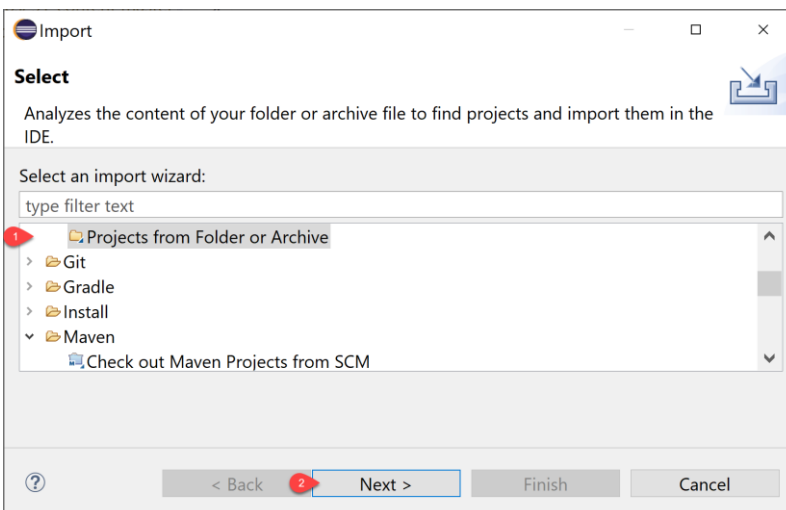 Import
Select
Analyzes the content of your folder or archive file to find projects and import them in the
IDE.
Select an import wizard:
type filter text
1
Projects from Folder or Archive
Git
Gradle
Install
Maven
Check out Maven Projects from SCM
? < Back 2 Next > Finish Cancel